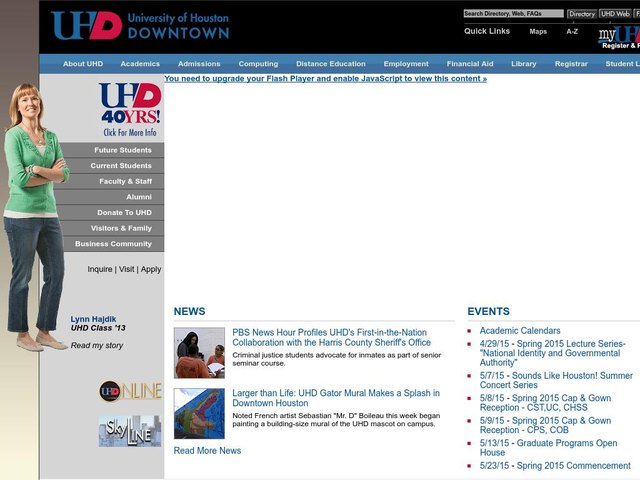 UHD University of Houston
DOWNTOWN
Search Directory, Web, FAQs
Directory
UHD Web
Quick Links
Maps
A-Z
my UHD
Register &
About UHD
Academics
Admissions
Computing
Distance Education
Employment
Financial Aid
Library
Registrar
Student L
You need to upgrade your Flash Player and enable JavaScript to view this content »
UHD
40YRS!
Click For More Info
Future Students
Current Students
Faculty & Staff
Alumni
Donate To UHD
Visitors & Family
Business Community
Inquire | Visit | Apply
Lynn Hajdik
UHD Class '13
Read my story
UHD ONLINE
SkyLine
NEWS
PBS News Hour Profiles UHD's First-in-the-Nation
Collaboration with the Harris County Sheriff's Office
Criminal justice students advocate for inmates as part of senior
seminar course.
Larger than Life: UHD Gator Mural Makes a Splash in
Downtown Houston
Noted French artist Sebastian "Mr. D" Boileau this week began
painting a building-size mural of the UHD mascot on campus.
Read More News
EVENTS
Academic Calendars
4/29/15 - Spring 2015 Lecture Series-
"National Identity and Governmental
Authority"
5/7/15 - Sounds Like Houston! Summer
Concert Series
5/8/15 - Spring 2015 Cap & Gown
Reception - CST,UC, CHSS
5/9/15 - Spring 2015 Cap & Gown
Reception - CPS, COB
5/13/15 - Graduate Programs Open
House
5/23/15 - Spring 2015 Commencement